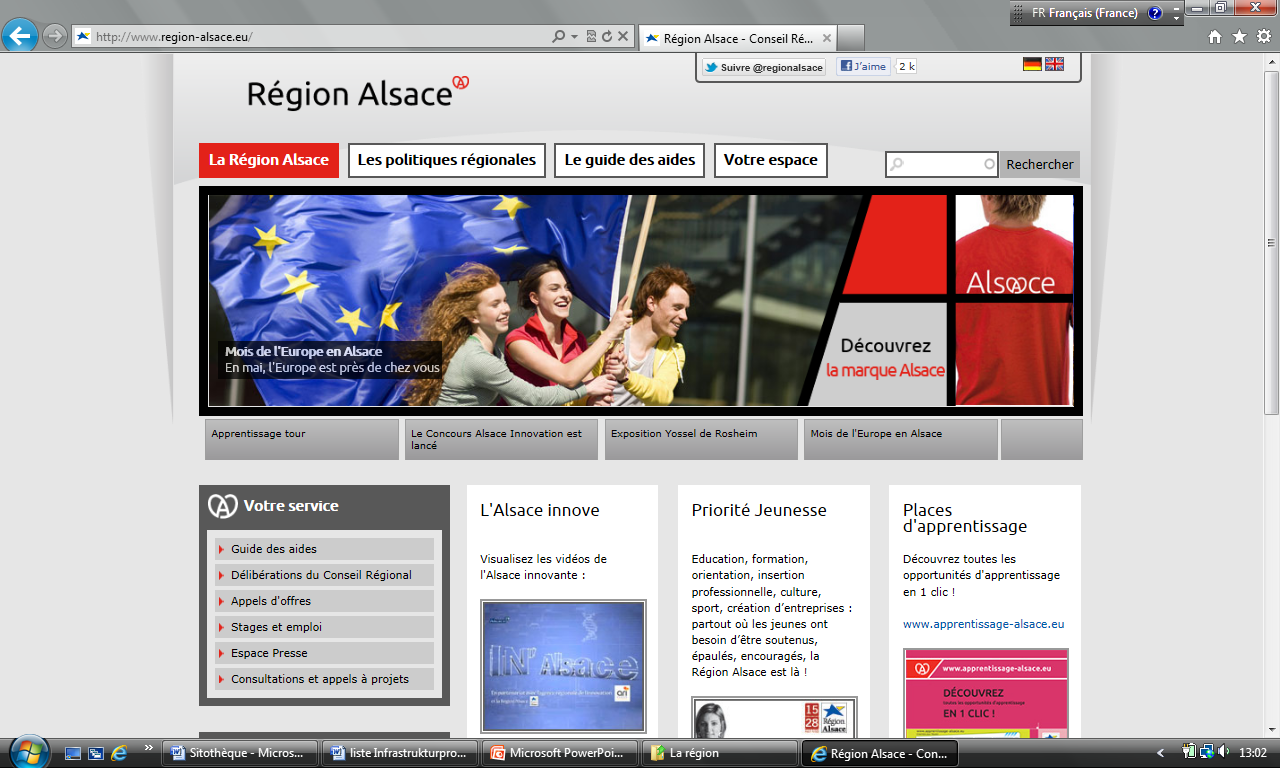 FR Français (France)
http://www.region-alsace.eu/
Région Alsace - Conseil Ré...
Suivre @regionalsace
J'aime
2 k
Région Alsace
La Région Alsace
Les politiques régionales
Le guide des aides
Votre espace
Rechercher
Alsace
Mois de l'Europe en Alsace
En mai, l'Europe est près de chez vous
Découvrez
la marque Alsace
Apprentissage tour
Le Concours Alsace Innovation est
lancé
Exposition Yossel de Rosheim
Mois de l'Europe en Alsace
Votre service
Guide des aides
Délibérations du Conseil Régional
Appels d'offres
Stages et emploi
Espace Presse
Consultations et appels à projets
L'Alsace innove
Visualisez les vidéos de
l'Alsace innovante :
IN'Alsace
Priorité Jeunesse
Education, formation,
orientation, insertion
professionnelle, culture,
sport, création d'entreprises :
partout où les jeunes ont
besoin d'être soutenus,
épaulés, encouragés, la
Région Alsace est là !
15
28
Région
Alsace
Places
d'apprentissage
Découvrez toutes les
opportunités d'apprentissage
en 1 clic !
www.apprentissage-alsace.eu
www.apprentissage-alsace.eu
DÉCOUVREZ
toutes les opportunités d'apprentissage
EN 1 CLIC !
Sitothèque - Micros...
liste Infrastrukturpro...
Microsoft PowerPoi...
La région
Région Alsace - Con...
13:02